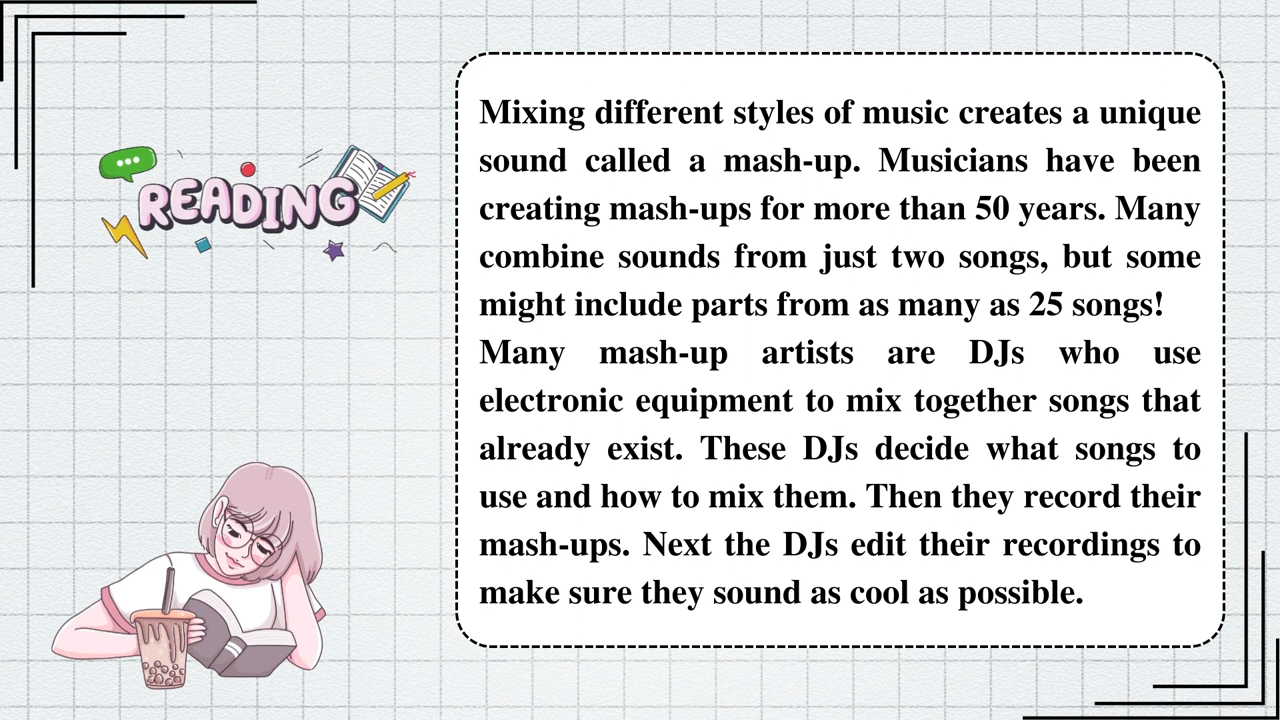 READING
Mixing different styles of music creates a unique
sound called a mash-up. Musicians have been
creating mash-ups for more than 50 years. Many
combine sounds from just two songs, but some
might include parts from as many as 25 songs!
Many mash-up artists are DJs who use
electronic equipment to mix together songs that
already exist. These DJs decide what songs to
use and how to mix them. Then they record their
mash-ups. Next the DJs edit their recordings to
make sure they sound as cool as possible.